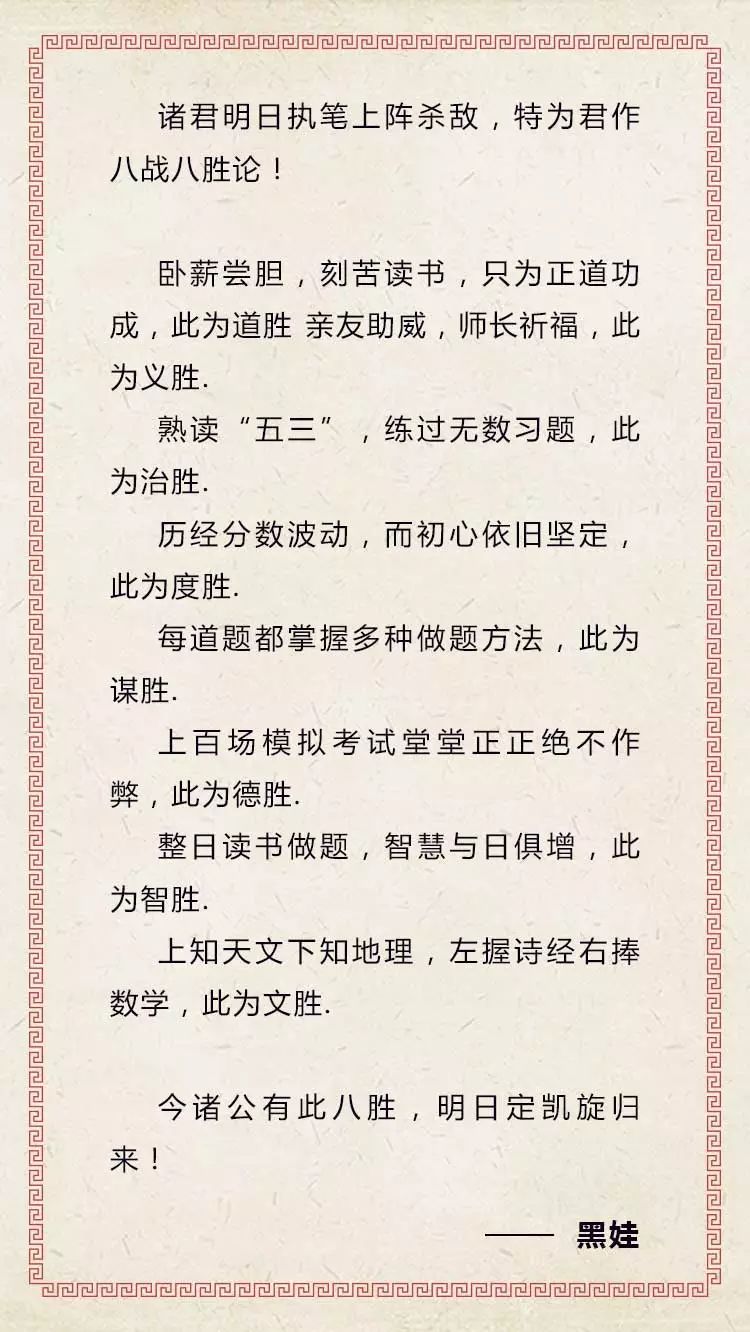 诸君明日执笔上阵杀敌，特为君作
八战八胜论！
卧薪尝胆，刻苦读书，只为正道功
成，此为道胜 亲友助威，师长祈福，此
为义胜.
熟读“五三”，练过无数习题，此
为治胜.
历经分数波动，而初心依旧坚定，
此为度胜.
每道题都掌握多种做题方法，此为
谋胜.
上百场模拟考试堂堂正正绝不作
弊，此为德胜.
整日读书做题，智慧与日俱增，此
为智胜.
上知天文下知地理，左握诗经右捧
数学，此为文胜.
今诸公有此八胜，明日定凯旋归
来！
—— 黑娃